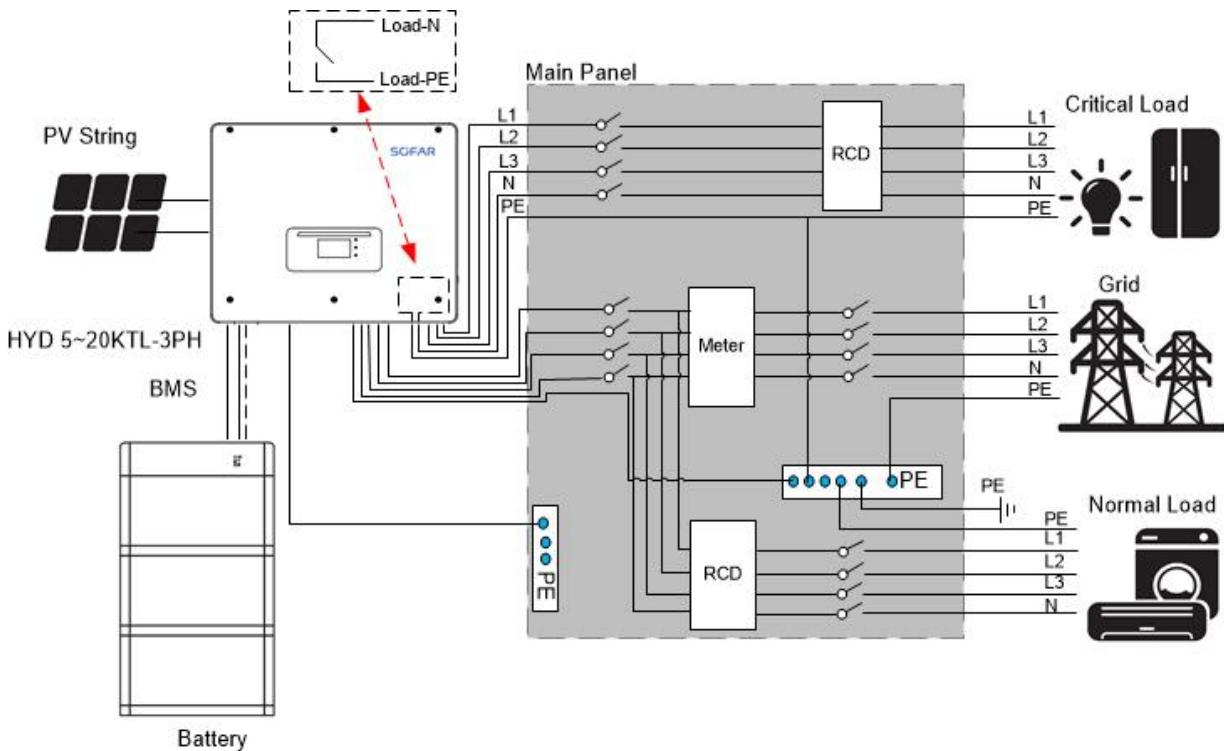 Load-N
Load-PE
Main Panel
PV String
SOFAR
L1
L2
L3
N
PE
RCD
L1
L2
L3
N
PE
Critical Load
HYD 5~20KTL-3PH
BMS
Meter
L1
L2
L3
N
PE
Grid
PE
PE
PE
RCD
PE
L1
L2
L3
N
Normal Load
Battery